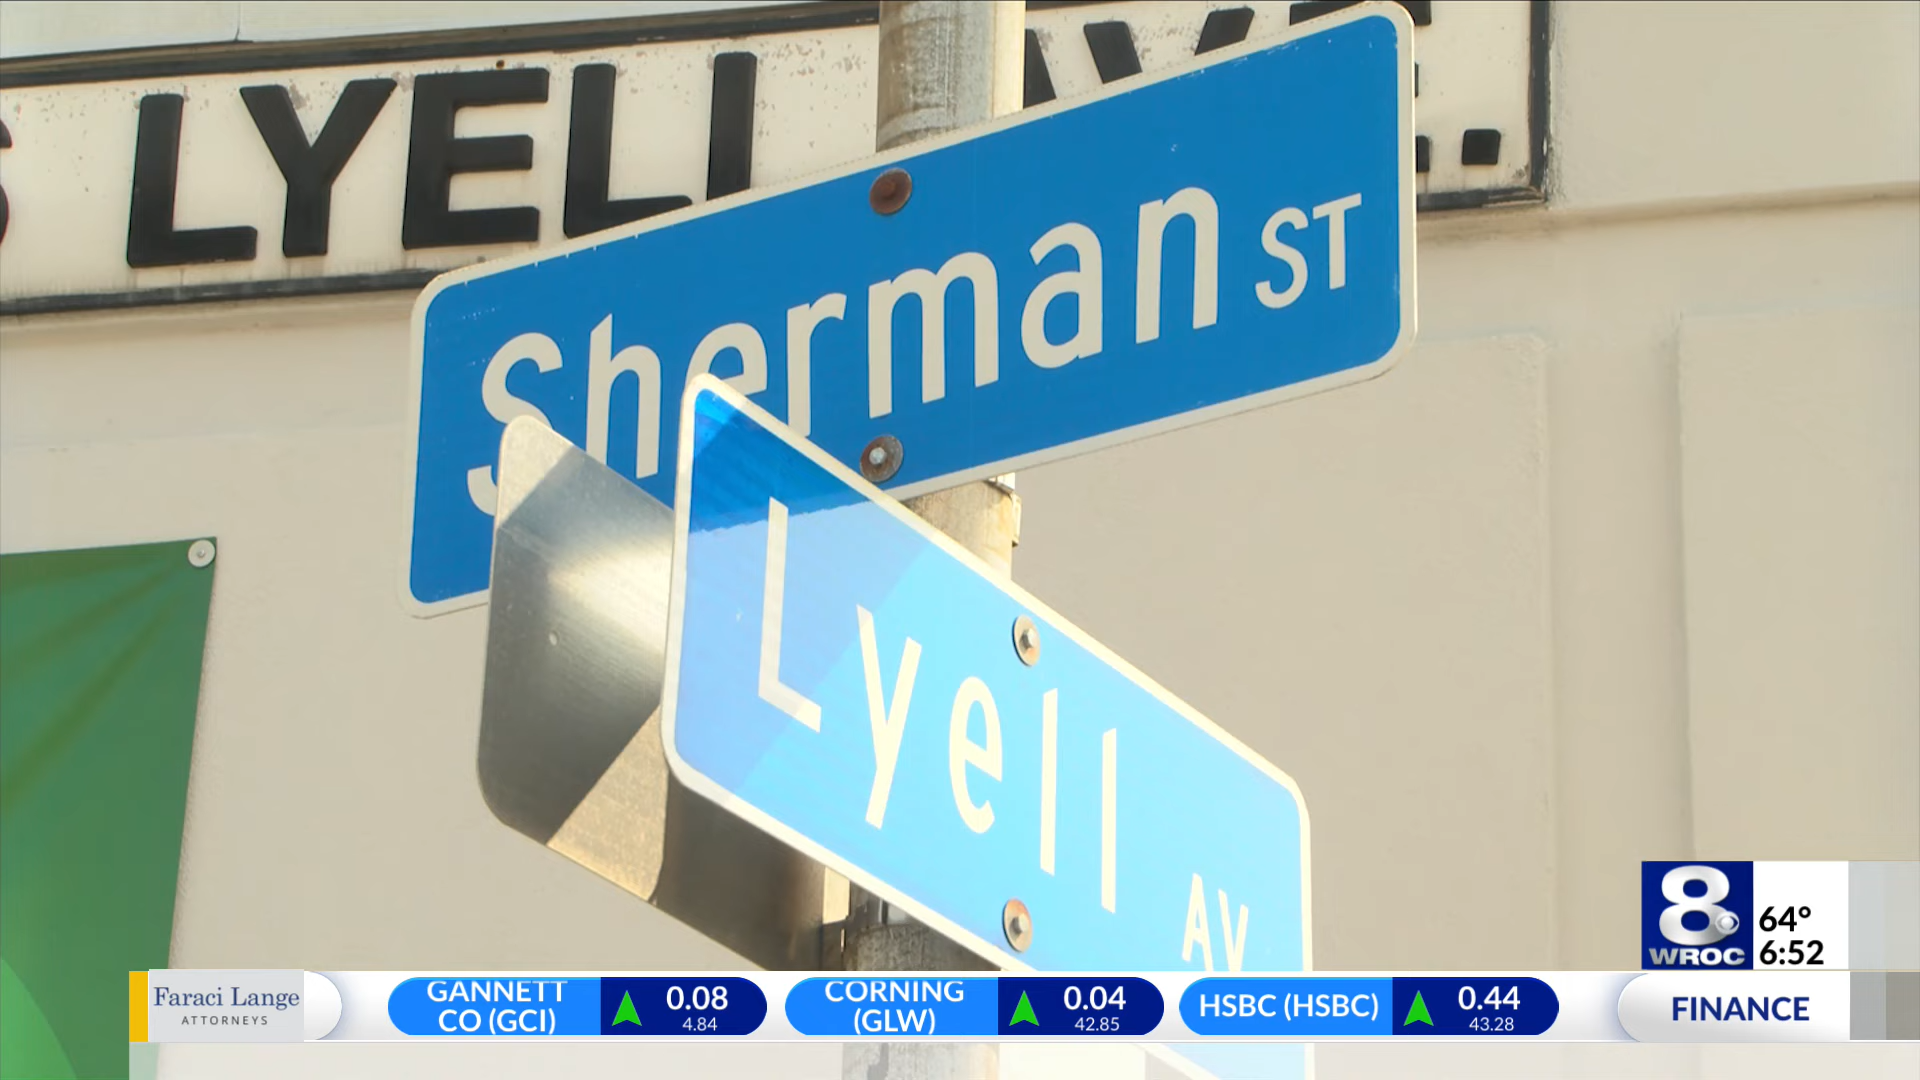 LYELL AVE.
Sherman ST
Lyell AV
8
WROC
64°
6:52
Faraci Lange
ATTORNEYS
GANNETT
CO (GCI)
0.08
4.84
CORNING
(GLW)
0.04
42.85
HSBC (HSBC)
0.44
43.28
FINANCE